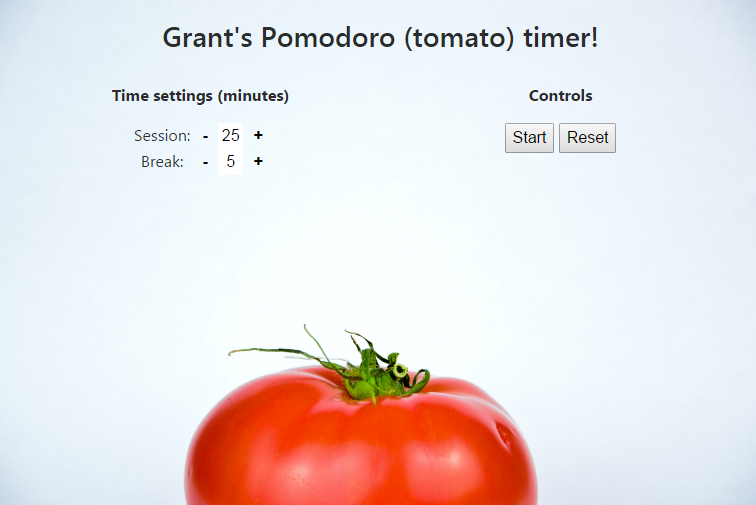 Grant's Pomodoro (tomato) timer!
Time settings (minutes)
Session: - 25 +
Break: - 5 +
Controls
Start Reset